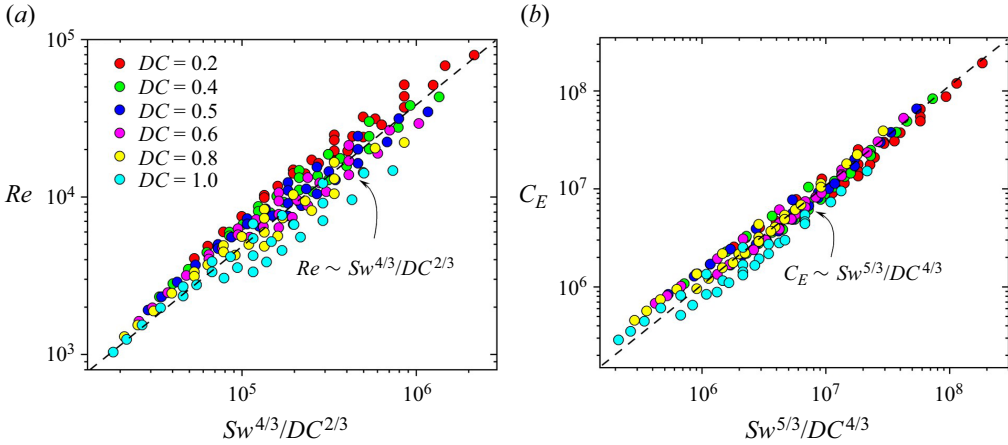 (a)
10^5
10^4
10^3
Re
DC = 0.2
DC = 0.4
DC = 0.5
DC = 0.6
DC = 0.8
DC = 1.0
Re ~ Sw^{4/3}/DC^{2/3}
10^5
10^6
Sw^{4/3}/DC^{2/3}
(b)
10^8
10^7
10^6
C_E
C_E ~ Sw^{5/3}/DC^{4/3}
10^6
10^7
10^8
Sw^{5/3}/DC^{4/3}